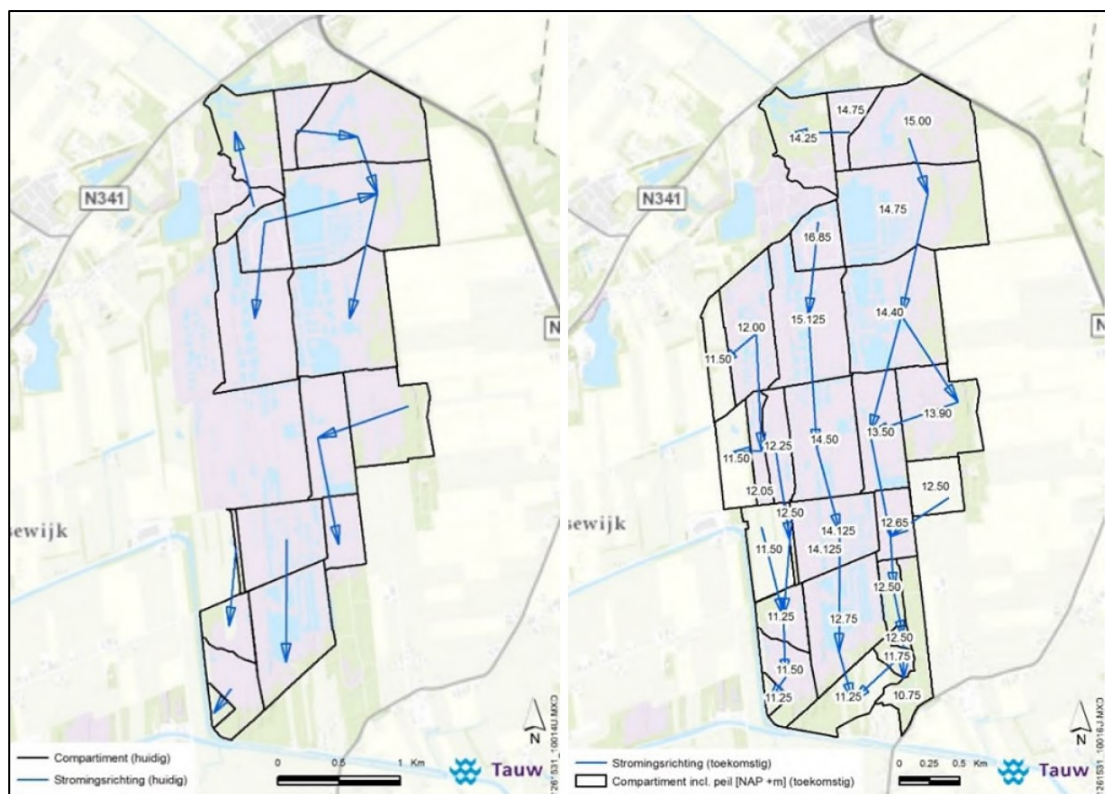 N341
sewijk
Compartiment (huidig)
Stromingsrichting (huidig)
0 0.5 1 Km
N
Tauw
N341
N
14.75
15.00
14.25
14.75
16.85
15.125
14.40
12.00
11.50
13.90
13.50
14.50
12.25
11.50
12.05
12.50
12.50
12.65
14.125
14.125
11.50
sewijk
12.50
11.25
12.75
12.50
11.75
11.50
11.25
11.25
10.75
Stromingsrichting (toekomstig)
Compartiment incl. peil [NAP +m] (toekomstig)
0 0.25 0.5 Km
N
Tauw